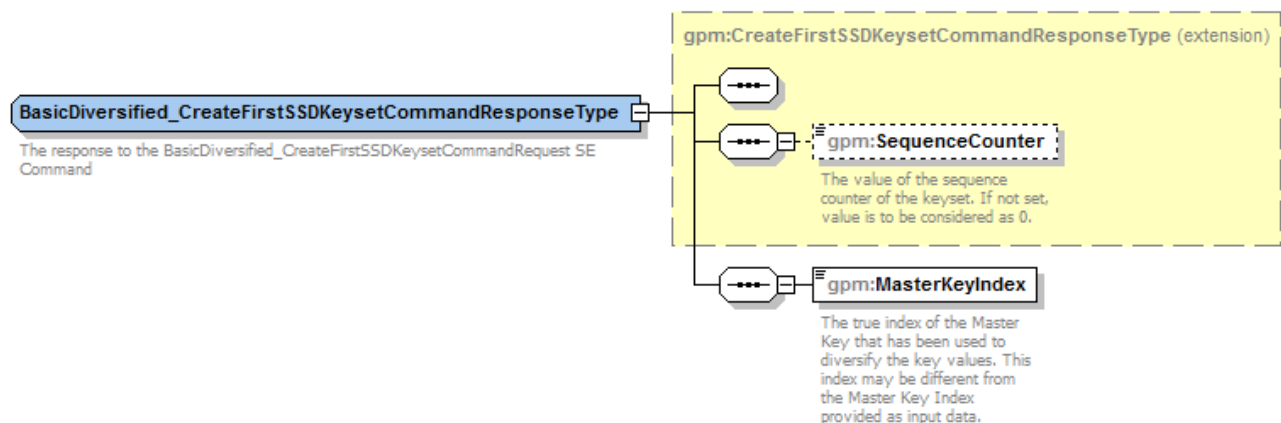 gpm:CreateFirstSSDKeysetCommandResponseType (extension)
BasicDiversified_CreateFirstSSDKeysetCommandResponseType
The response to the BasicDiversified_CreateFirstSSDKeysetCommandRequest SE
Command
gpm:SequenceCounter
The value of the sequence
counter of the keyset. If not set,
value is to be considered as 0.
gpm:MasterKeyIndex
The true index of the Master
Key that has been used to
diversify the key values. This
index may be different from
the Master Key Index
provided as input data.